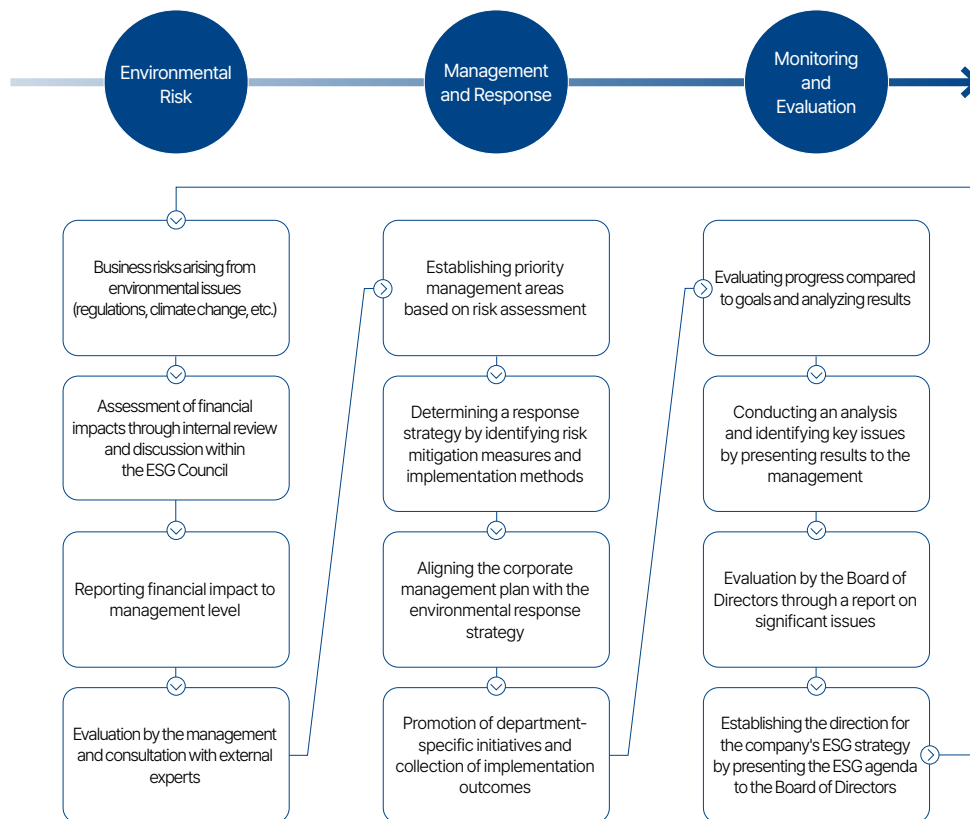 Environmental
Risk
Management
and Response
Monitoring
and
Evaluation
Business risks arising from
environmental issues
(regulations, climate change, etc.)
Assessment of financial
impacts through internal review
and discussion within
the ESG Council
Reporting financial impact to
management level
Evaluation by the management
and consultation with external
experts
Establishing priority
management areas
based on risk assessment
Determining a response
strategy by identifying risk
mitigation measures and
implementation methods
Aligning the corporate
management plan with the
environmental response
strategy
Promotion of department-
specific initiatives and
collection of implementation
outcomes
Evaluating progress compared
to goals and analyzing results
Conducting an analysis
and identifying key issues
by presenting results to the
management
Evaluation by the Board of
Directors through a report on
significant issues
Establishing the direction for
the company's ESG strategy
by presenting the ESG agenda
to the Board of Directors